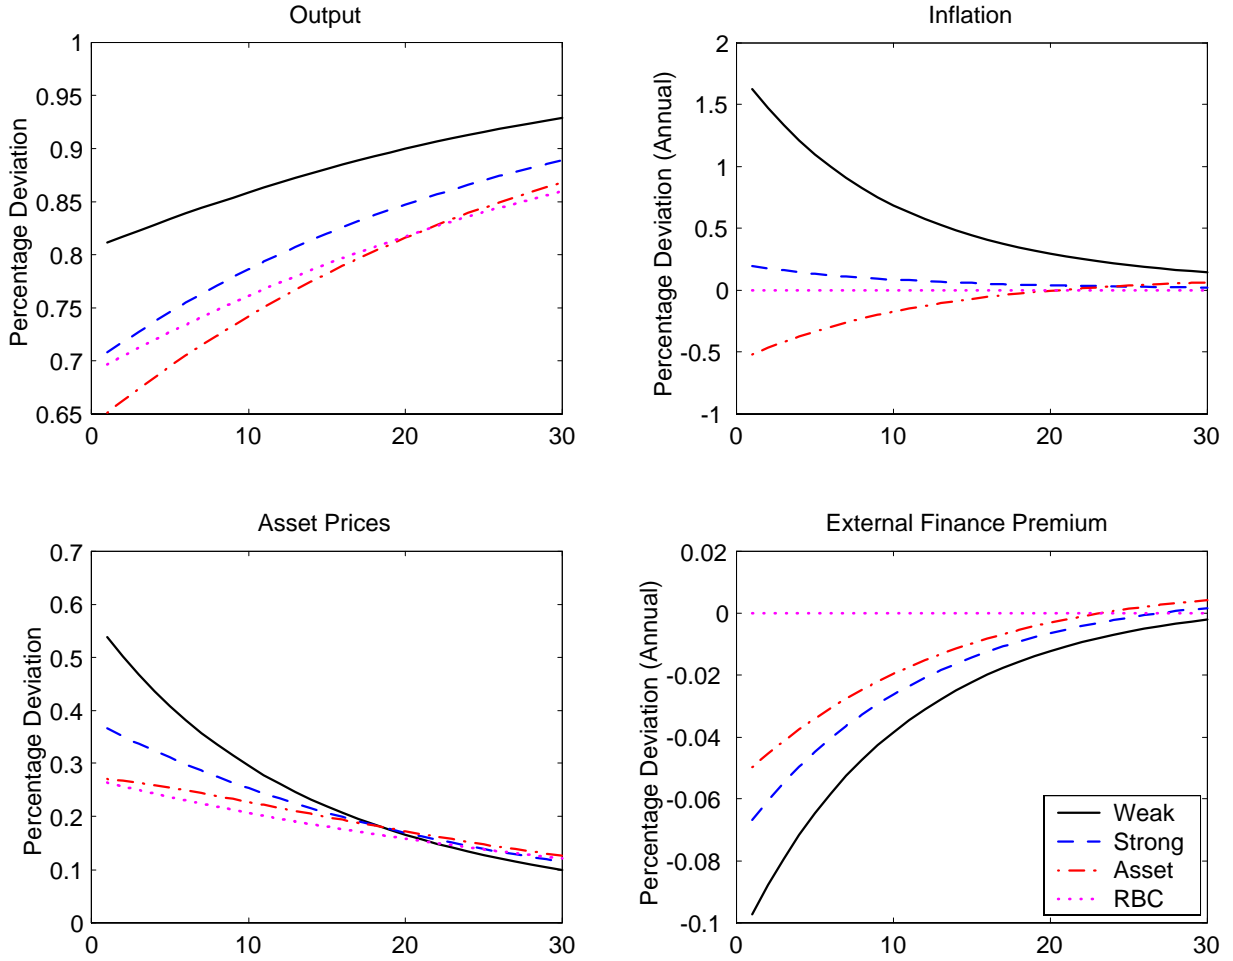 Output
Percentage Deviation
1
0.95
0.9
0.85
0.8
0.75
0.7
0.65
0 10 20 30
Inflation
Percentage Deviation (Annual)
2
1.5
1
0.5
0
-0.5
-1
0 10 20 30
Asset Prices
Percentage Deviation
0.7
0.6
0.5
0.4
0.3
0.2
0.1
0
0 10 20 30
External Finance Premium
Percentage Deviation (Annual)
0.02
0
-0.02
-0.04
-0.06
-0.08
-0.1
0 10 20 30
Weak
Strong
Asset
RBC